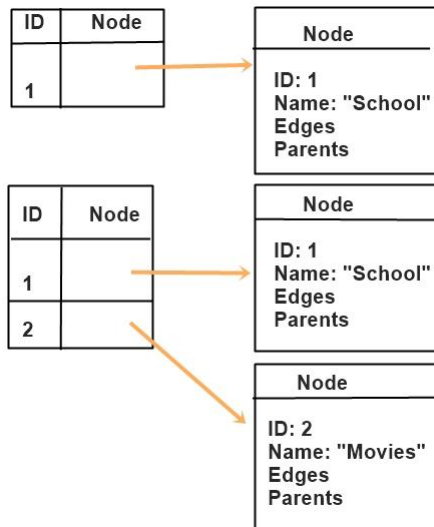 ID Node
1
Node
ID: 1
Name: "School"
Edges
Parents
ID Node
1
2
Node
ID: 1
Name: "School"
Edges
Parents
Node
ID: 2
Name: "Movies"
Edges
Parents